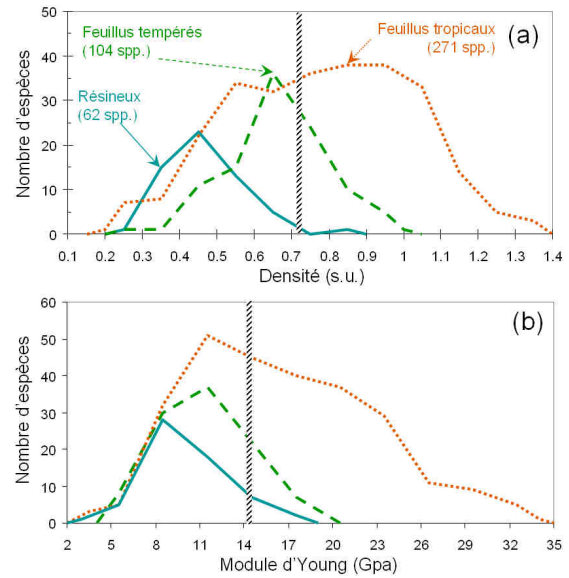 (a)
Feuillus tempérés
(104 spp.)
Feuillus tropicaux
(271 spp.)
Résineux
(62 spp.)
Nombre d'espèces
50
40
30
20
10
0
0.1 0.2 0.3 0.4 0.5 0.6 0.7 0.8 0.9 1 1.1 1.2 1.3 1.4
Densité (s.u.)
(b)
Nombre d'espèces
60
50
40
30
20
10
0
2 5 8 11 14 17 20 23 26 29 32 35
Module d'Young (Gpa)